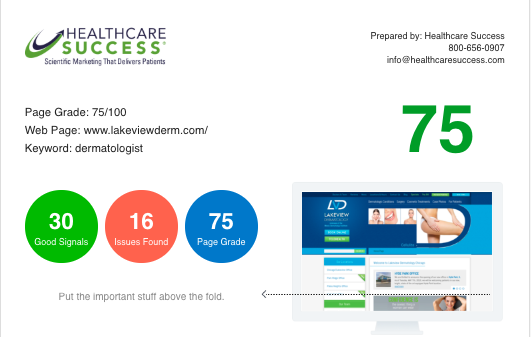 HEALTHCARE
SUCCESS®
Scientific Marketing That Delivers Patients
Prepared by: Healthcare Success
800-656-0907
info@healthcaresuccess.com
Page Grade: 75/100
Web Page: www.lakeviewderm.com/
Keyword: dermatologist
75
30
Good Signals
16
Issues Found
75
Page Grade
LAKEVIEW
Put the important stuff above the fold.